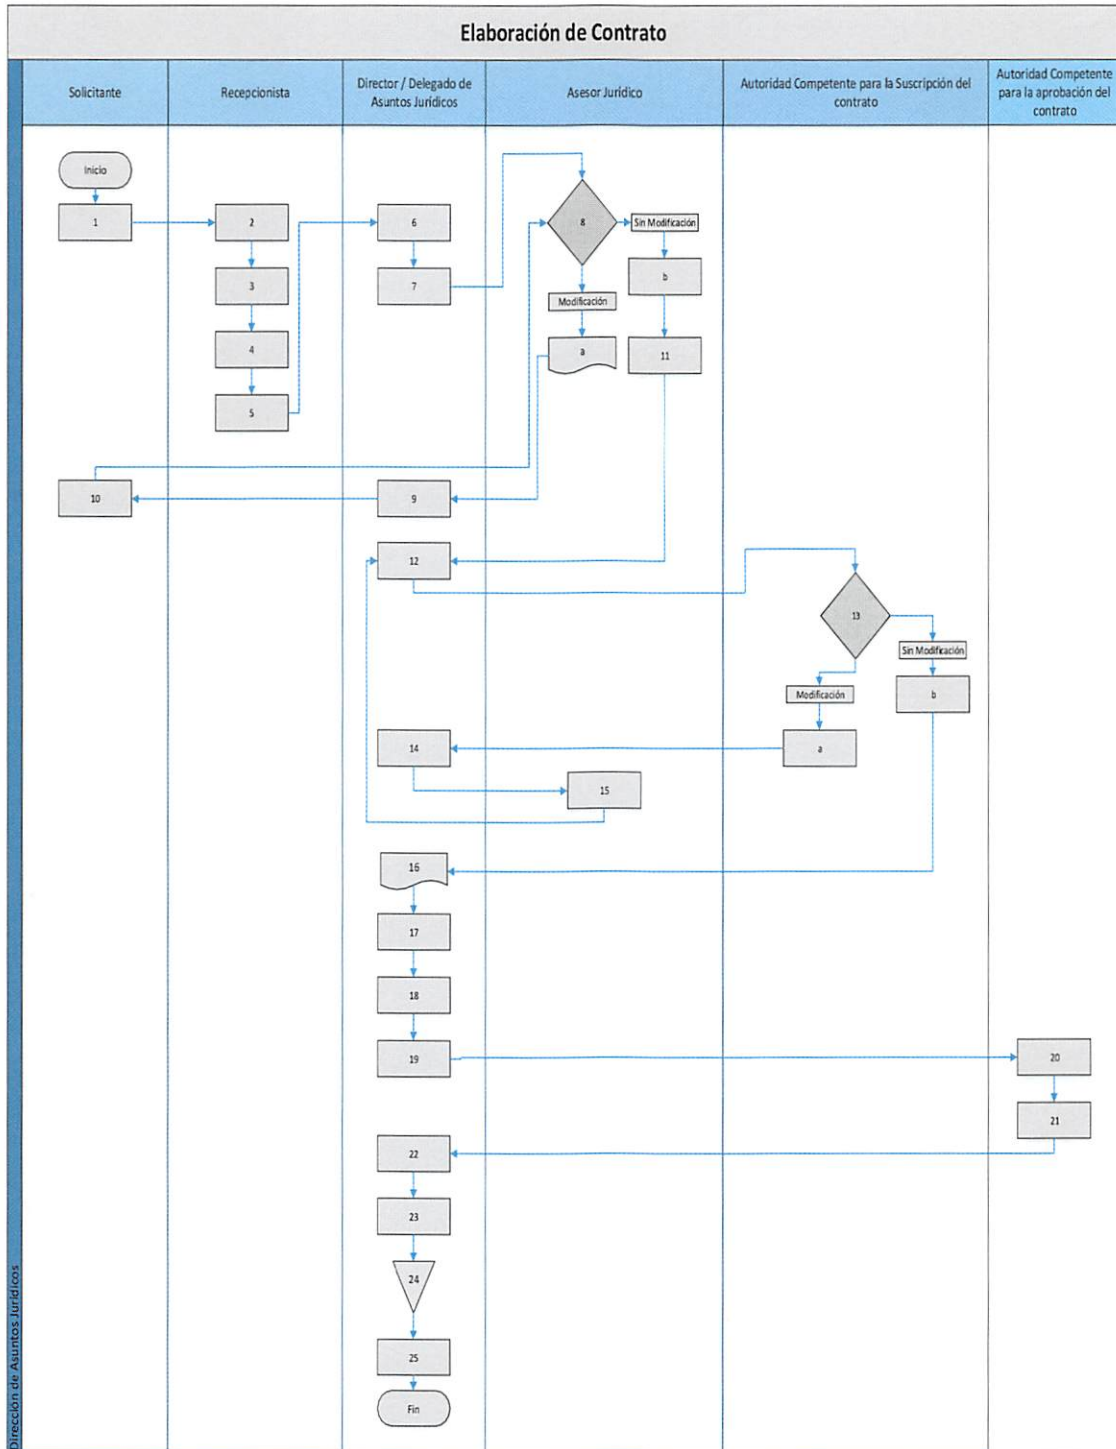 Elaboración de Contrato
Solicitante
Recepcionista
Director / Delegado de
Asuntos Jurídicos
Asesor Jurídico
Autoridad Competente para la Suscripción del
contrato
Autoridad Competente
para la aprobación del
contrato
Inicio
1
2
3
4
5
6
7
8
Sin Modificación
b
Modificación
a
11
10
9
12
13
Sin Modificación
Modificación
b
a
14
15
16
17
18
19
20
21
22
23
24
25
Fin
Dirección de Asuntos Jurídicos